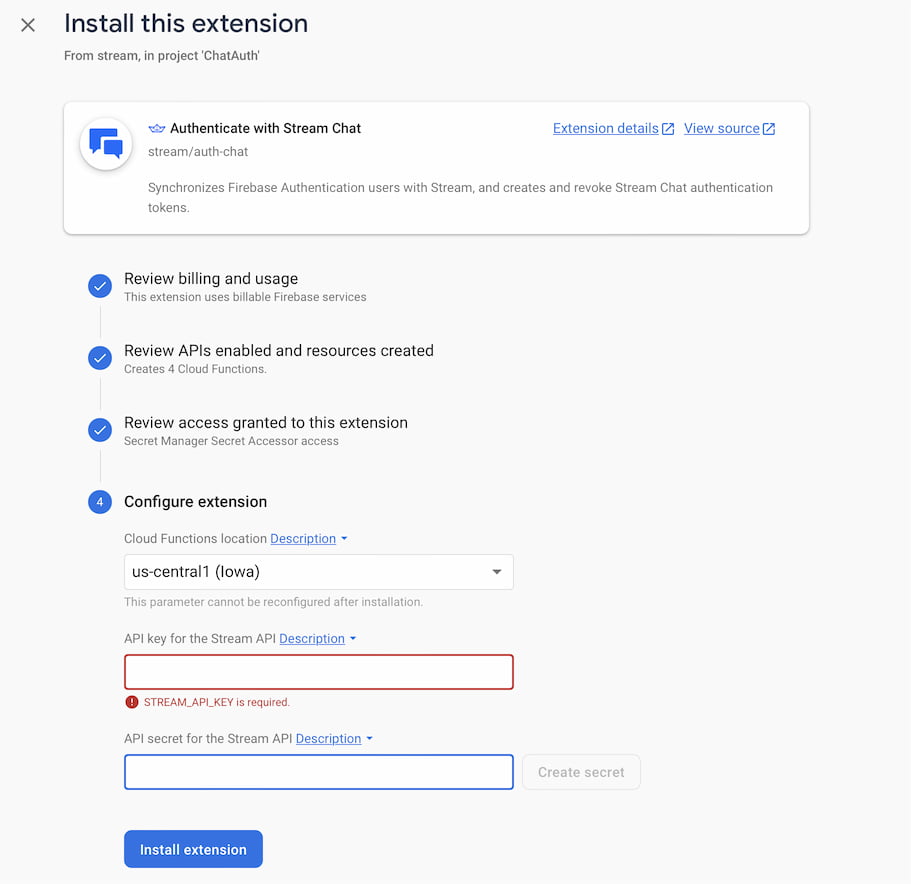 Install this extension
From stream, in project 'ChatAuth'
Authenticate with Stream Chat
Extension details View source
stream/auth-chat
Synchronizes Firebase Authentication users with Stream, and creates and revoke Stream Chat authentication
tokens.
Review billing and usage
This extension uses billable Firebase services
Review APIs enabled and resources created
Creates 4 Cloud Functions.
Review access granted to this extension
Secret Manager Secret Accessor access
4 Configure extension
Cloud Functions location Description
us-central1 (Iowa)
This parameter cannot be reconfigured after installation.
API key for the Stream API Description
STREAM_API_KEY is required.
API secret for the Stream API Description
Create secret
Install extension